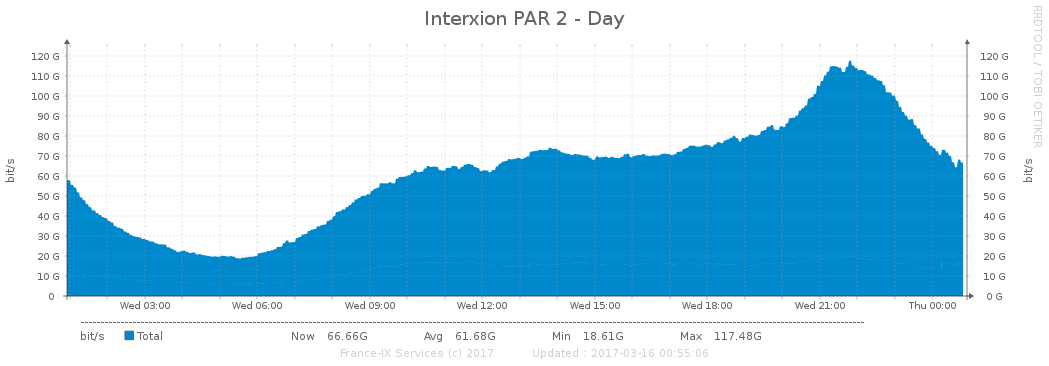 Interxion PAR 2 - Day
RRDTOOL / TOBI OETIKER
bit/s
120 G
110 G
100 G
90 G
80 G
70 G
60 G
50 G
40 G
30 G
20 G
10 G
0
120 G
110 G
100 G
90 G
80 G
70 G
60 G
50 G
40 G
30 G
20 G
10 G
0 G
bit/s
Wed 03:00 Wed 06:00 Wed 09:00 Wed 12:00 Wed 15:00 Wed 18:00 Wed 21:00 Thu 00:00
bit/s Total Now 66.66G Avg 61.68G Min 18.61G Max 117.48G
France-IX Services (c) 2017 Updated : 2017-03-16 00:55:06